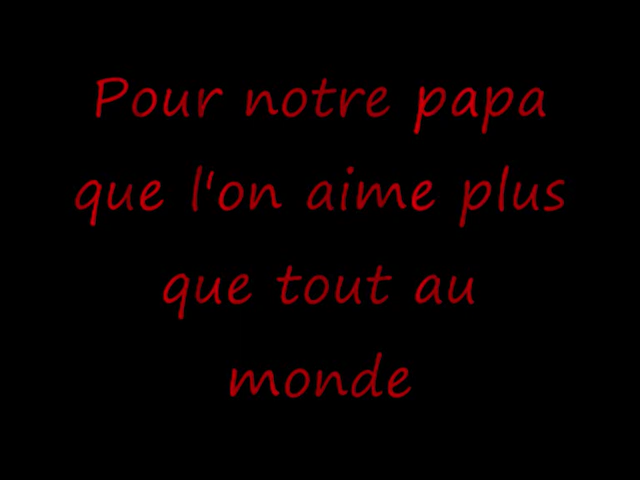 Pour notre papa
que l'on aime plus
que tout au
monde